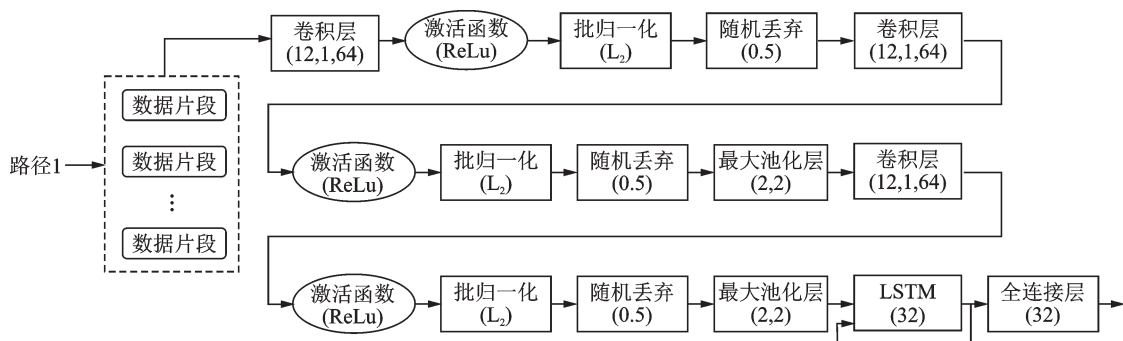 卷积层
(12,1,64)
激活函数
(ReLu)
批归一化
(L₂)
随机丢弃
(0.5)
卷积层
(12,1,64)
路径1
数据片段
数据片段
⋮
数据片段
激活函数
(ReLu)
批归一化
(L₂)
随机丢弃
(0.5)
最大池化层
(2,2)
卷积层
(12,1,64)
激活函数
(ReLu)
批归一化
(L₂)
随机丢弃
(0.5)
最大池化层
(2,2)
LSTM
(32)
全连接层
(32)